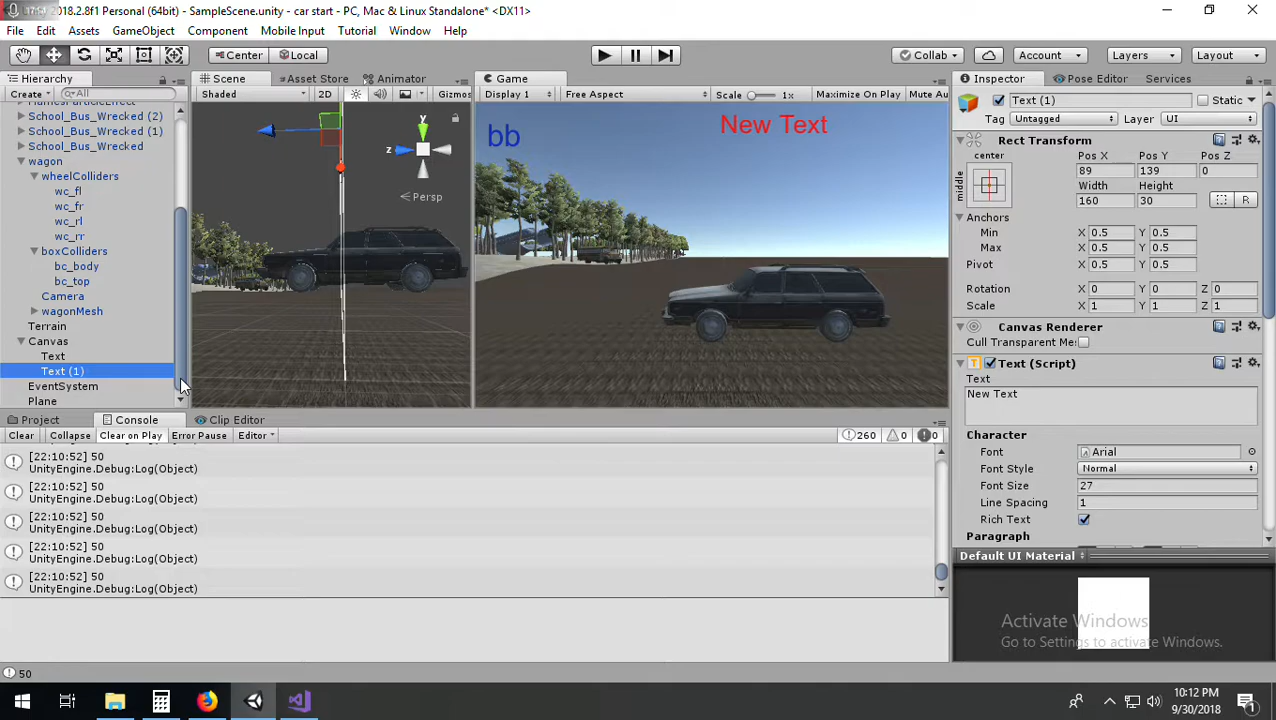 2018.2.8f1 Personal (64bit) - SampleScene.unity - car start - PC, Mac & Linux Standalone* <DX11>
File Edit Assets GameObject Component Mobile Input Tutorial Window Help
Center Local Collab Account Layers Layout
Hierarchy Scene Asset Store Animator Game Inspector Pose Editor Services
Create All Shaded 2D Gizmos Display 1 Free Aspect Scale 1x Maximize On Play Mute Au
Text (1) Static
Tag Untagged Layer UI
FlamesParticleEffect
School_Bus_Wrecked (2)
School_Bus_Wrecked (1)
School_Bus_Wrecked
wagon
wheelColliders
wc_fl
wc_fr
wc_rl
wc_rr
boxColliders
bc_body
bc_top
Camera
wagonMesh
Terrain
Canvas
Text
Text (1)
EventSystem
Plane
y
z
Persp
bb
New Text
Rect Transform
center Pos X Pos Y Pos Z
middle 89 139 0
Width Height
160 30 R
Anchors
Min X 0.5 Y 0.5
Max X 0.5 Y 0.5
Pivot X 0.5 Y 0.5
Rotation X 0 Y 0 Z 0
Scale X 1 Y 1 Z 1
Canvas Renderer
Cull Transparent Me
Text (Script)
Text
New Text
Character
Font Arial
Font Style Normal
Font Size 27
Line Spacing 1
Rich Text
Paragraph
Default UI Material
Project Console Clip Editor
Clear Collapse Clear on Play Error Pause Editor 260 0 0
[22:10:52] 50
UnityEngine.Debug:Log(Object)
[22:10:52] 50
UnityEngine.Debug:Log(Object)
[22:10:52] 50
UnityEngine.Debug:Log(Object)
[22:10:52] 50
UnityEngine.Debug:Log(Object)
[22:10:52] 50
UnityEngine.Debug:Log(Object)
Activate Windows
Go to Settings to activate Windows.
50
10:12 PM
9/30/2018
1